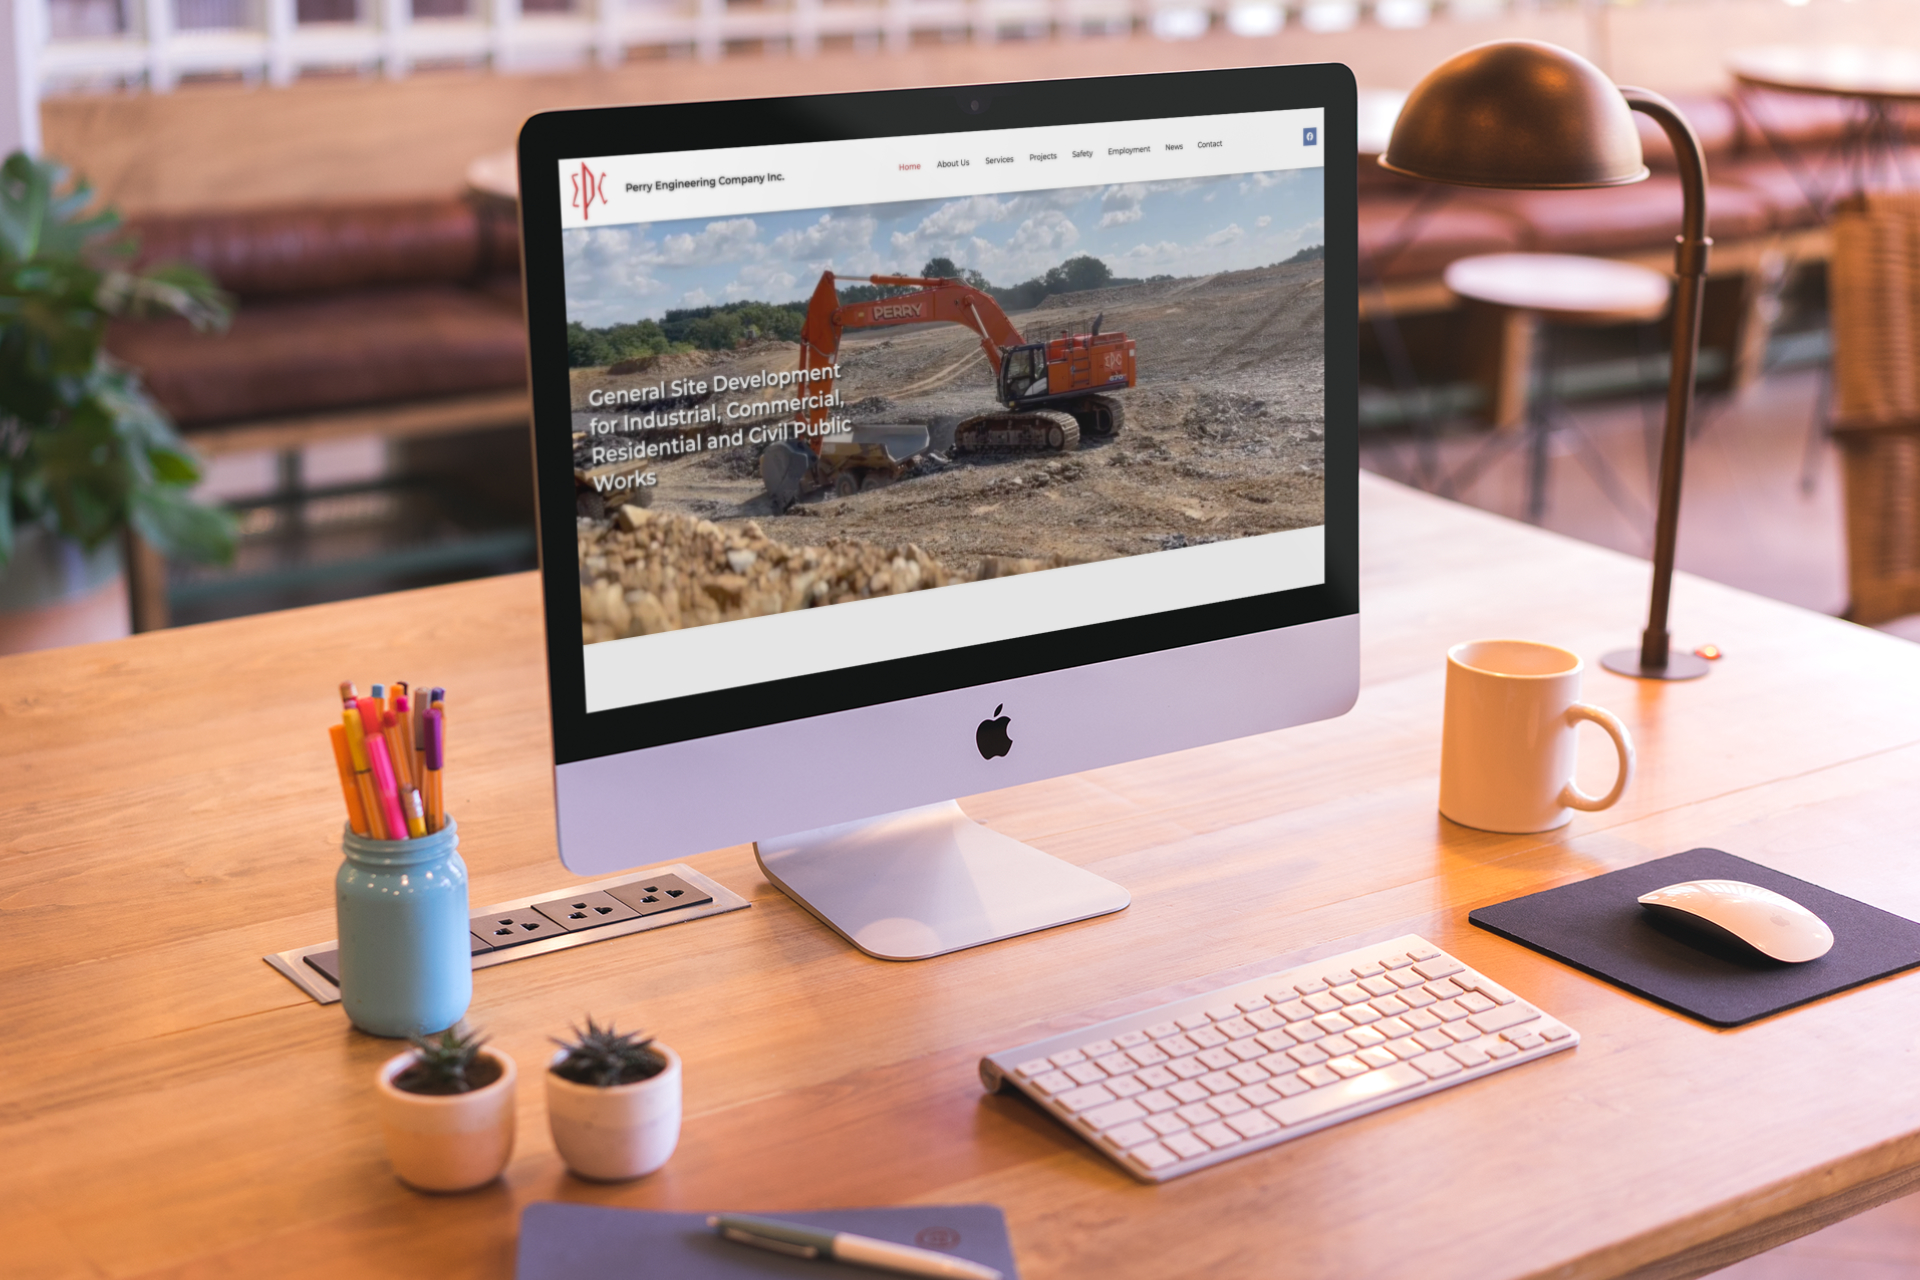 EPC
Perry Engineering Company Inc.
Home About Us Services Projects Safety Employment News Contact
PERRY
General Site Development
for Industrial, Commercial,
Residential and Civil Public
Works